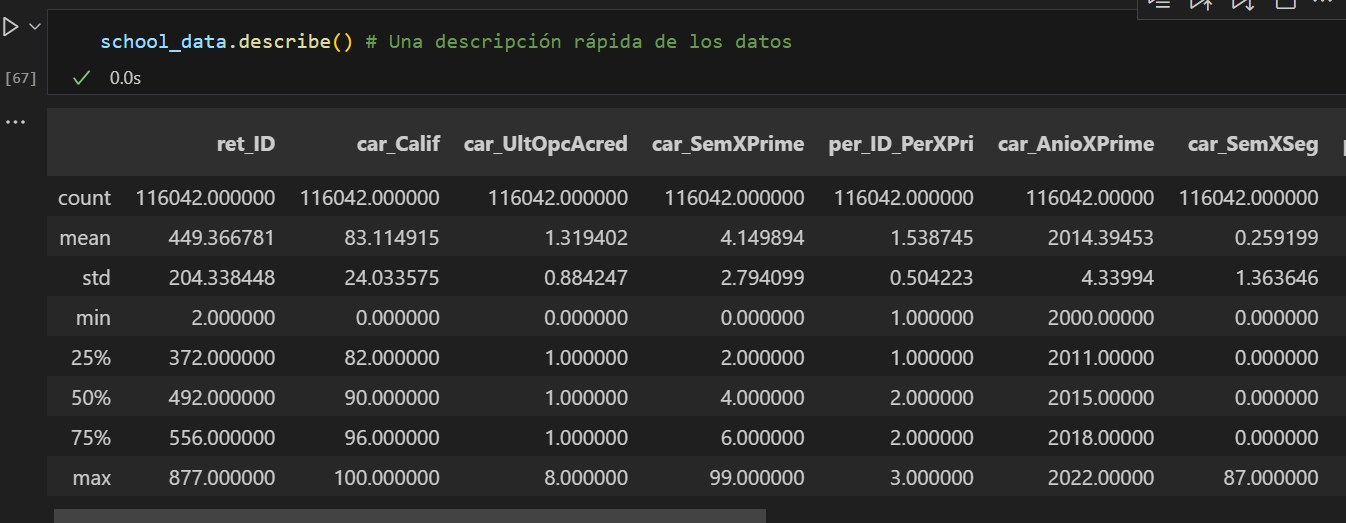 school_data.describe() # Una descripción rápida de los datos
[67]
0.0s
...
ret_ID car_Calif car_UltOpcAcred car_SemXPrime per_ID_PerXPri car_AnioXPrime car_SemXSeg
count 116042.000000 116042.000000 116042.000000 116042.000000 116042.000000 116042.00000 116042.000000
mean 449.366781 83.114915 1.319402 4.149894 1.538745 2014.39453 0.259199
std 204.338448 24.033575 0.884247 2.794099 0.504223 4.33994 1.363646
min 2.000000 0.000000 0.000000 0.000000 1.000000 2000.00000 0.000000
25% 372.000000 82.000000 1.000000 2.000000 1.000000 2011.00000 0.000000
50% 492.000000 90.000000 1.000000 4.000000 2.000000 2015.00000 0.000000
75% 556.000000 96.000000 1.000000 6.000000 2.000000 2018.00000 0.000000
max 877.000000 100.000000 8.000000 99.000000 3.000000 2022.00000 87.000000